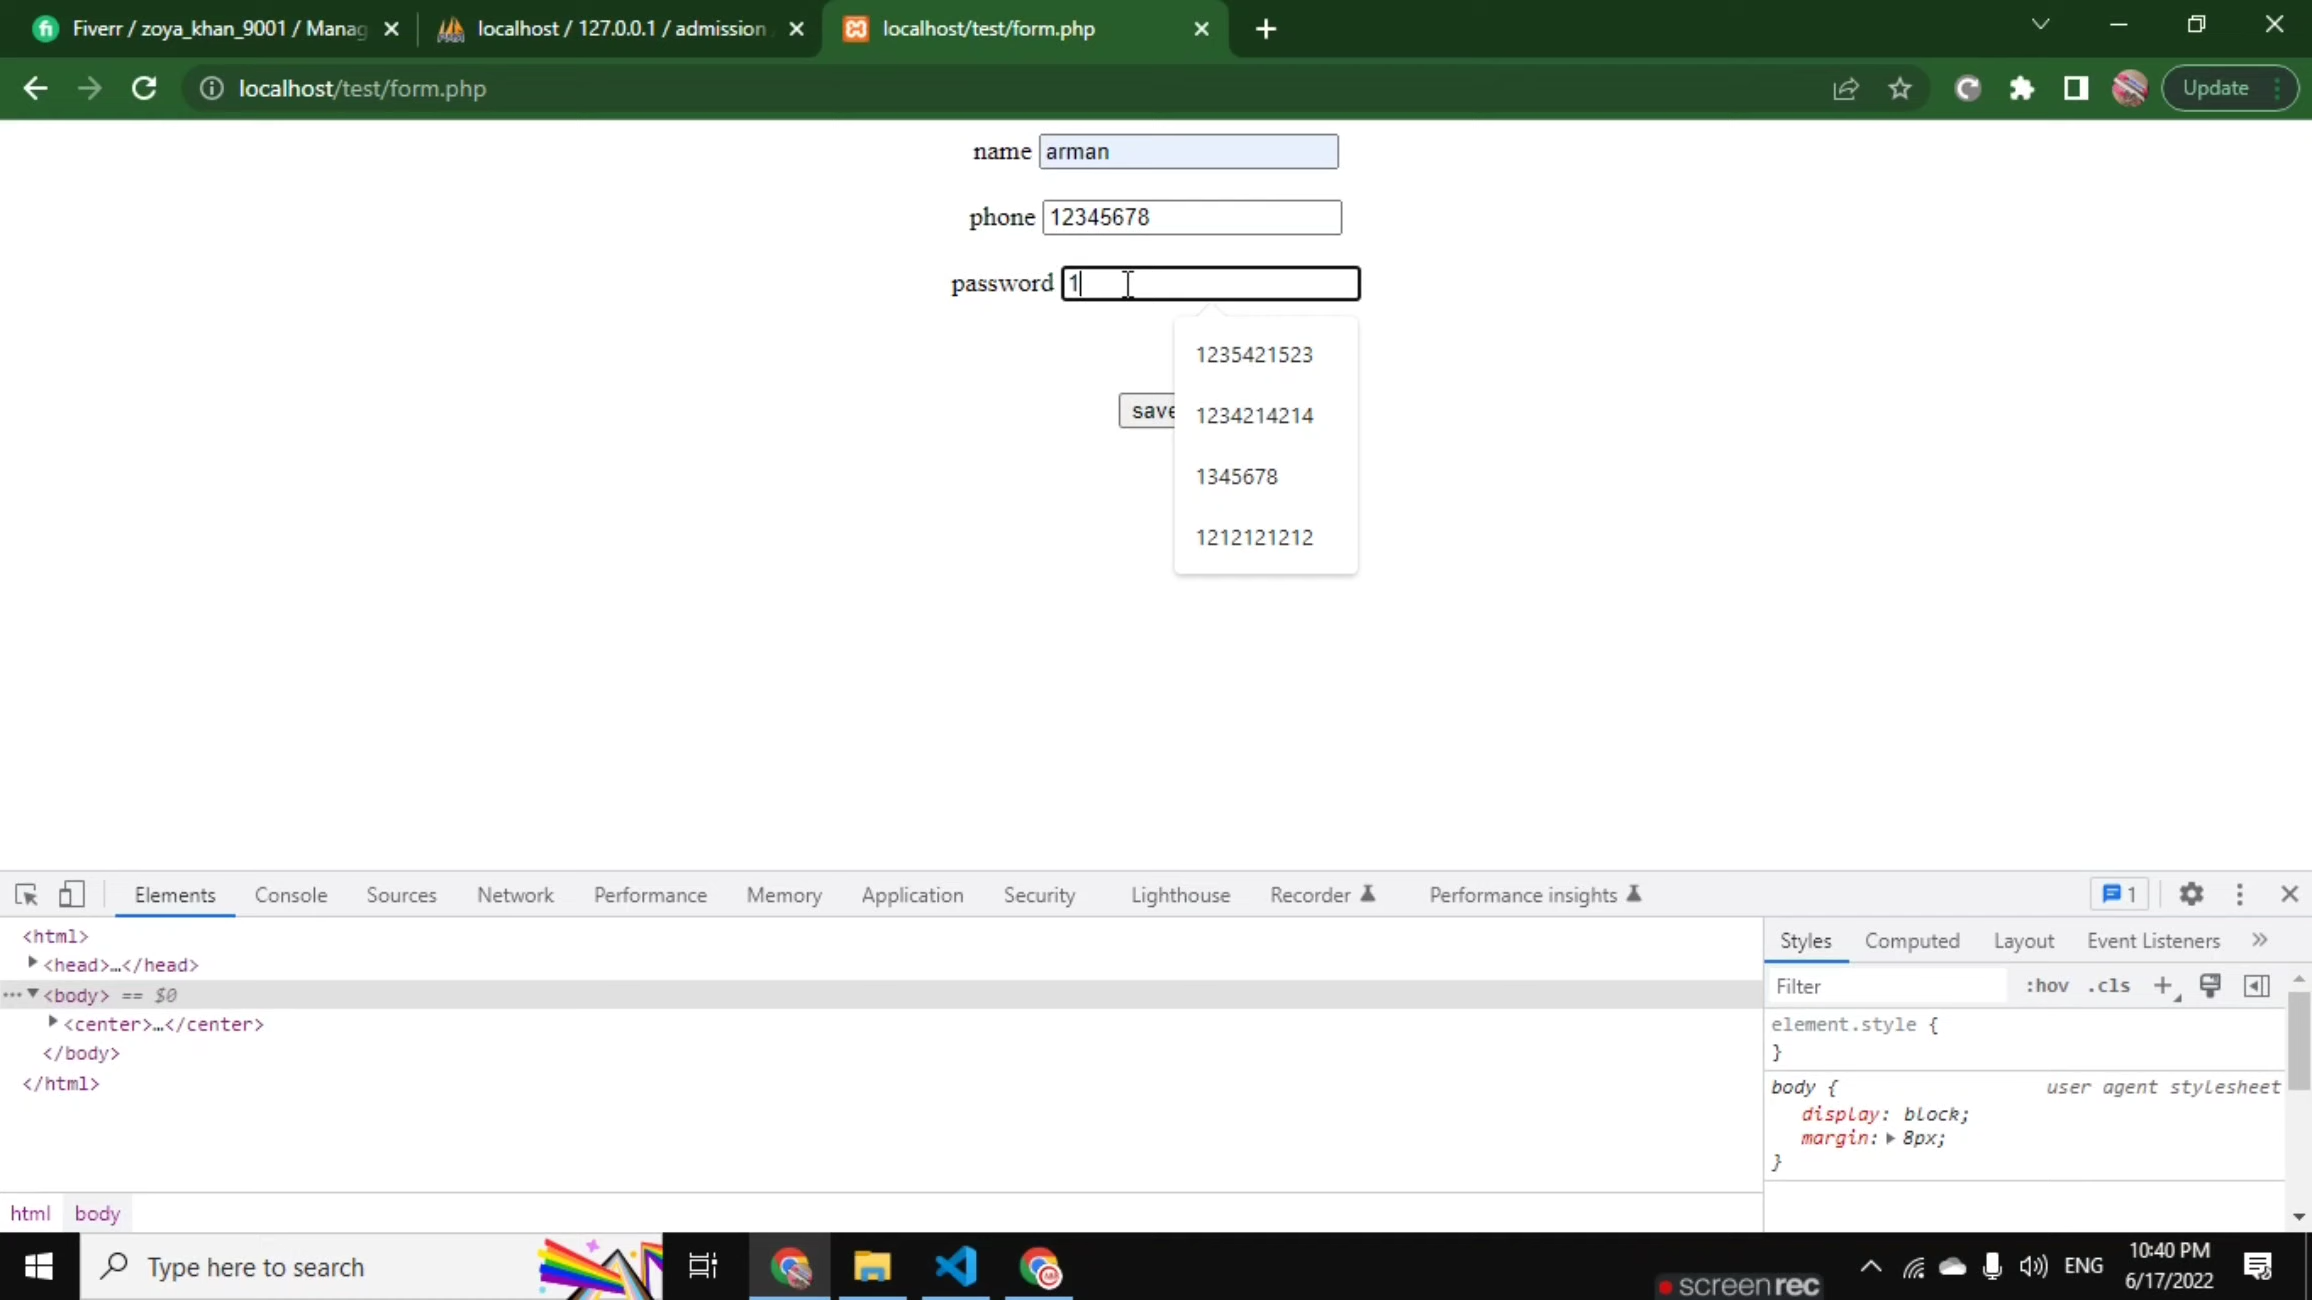 Fiverr / zoya_khan_9001 / Manag
localhost / 127.0.0.1 / admission
localhost/test/form.php
localhost/test/form.php
Update
name arman
phone 12345678
password 1
1235421523
save
1234214214
1345678
1212121212
Elements Console Sources Network Performance Memory Application Security Lighthouse Recorder Performance insights 1
<html>
<head>…</head>
<body> == $0
<center>…</center>
</body>
</html>
html body
Styles Computed Layout Event Listeners
Filter :hov .cls
element.style {
}
body { user agent stylesheet
display: block;
margin: 8px;
}
Type here to search
screenrec
ENG
10:40 PM
6/17/2022